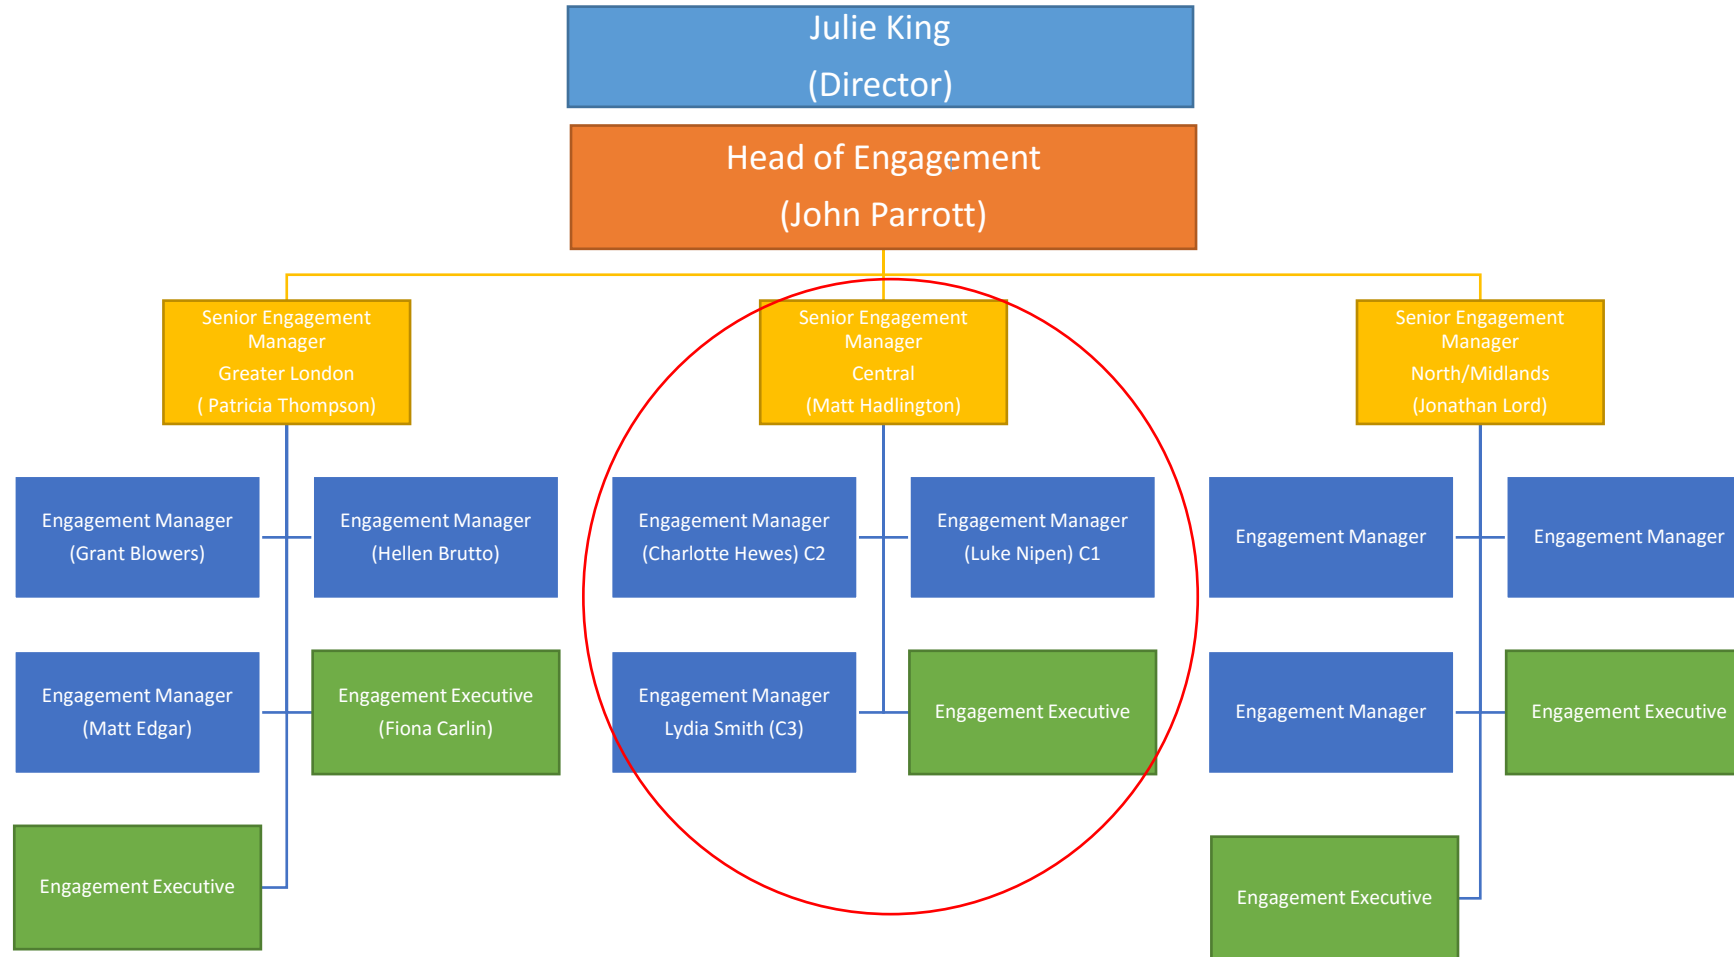 Julie King
(Director)
Head of Engagement
(John Parrott)
Senior Engagement
Manager
Greater London
( Patricia Thompson)
Senior Engagement
Manager
Central
(Matt Hadlington)
Senior Engagement
Manager
North/Midlands
(Jonathan Lord)
Engagement Manager
(Grant Blowers)
Engagement Manager
(Hellen Brutto)
Engagement Manager
(Charlotte Hewes) C2
Engagement Manager
(Luke Nipen) C1
Engagement Manager
Engagement Manager
Engagement Manager
(Matt Edgar)
Engagement Executive
(Fiona Carlin)
Engagement Manager
Lydia Smith (C3)
Engagement Executive
Engagement Manager
Engagement Executive
Engagement Executive
Engagement Executive